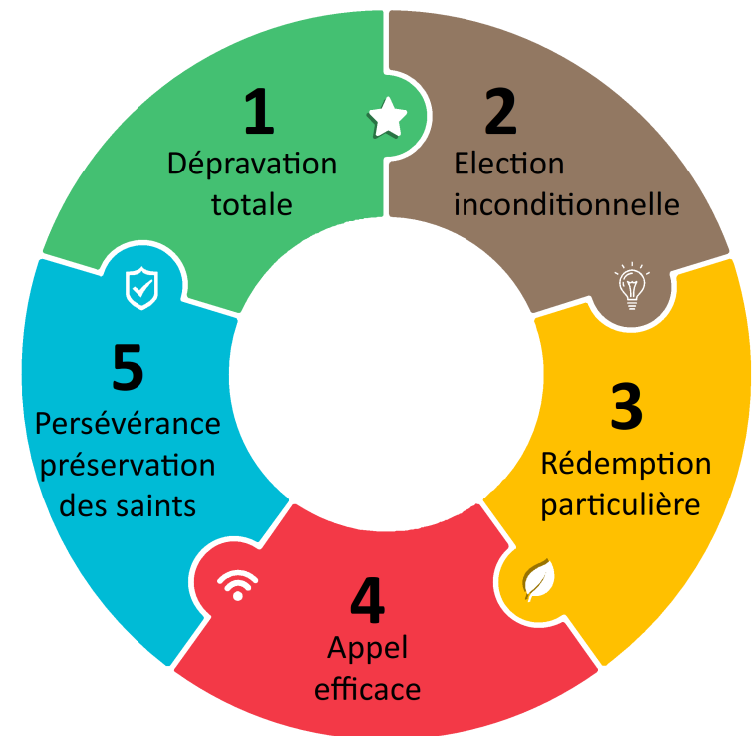 1
Dépravation
totale
2
Election
inconditionnelle
3
Rédemption
particulière
4
Appel
efficace
5
Persévérance
préservation
des saints